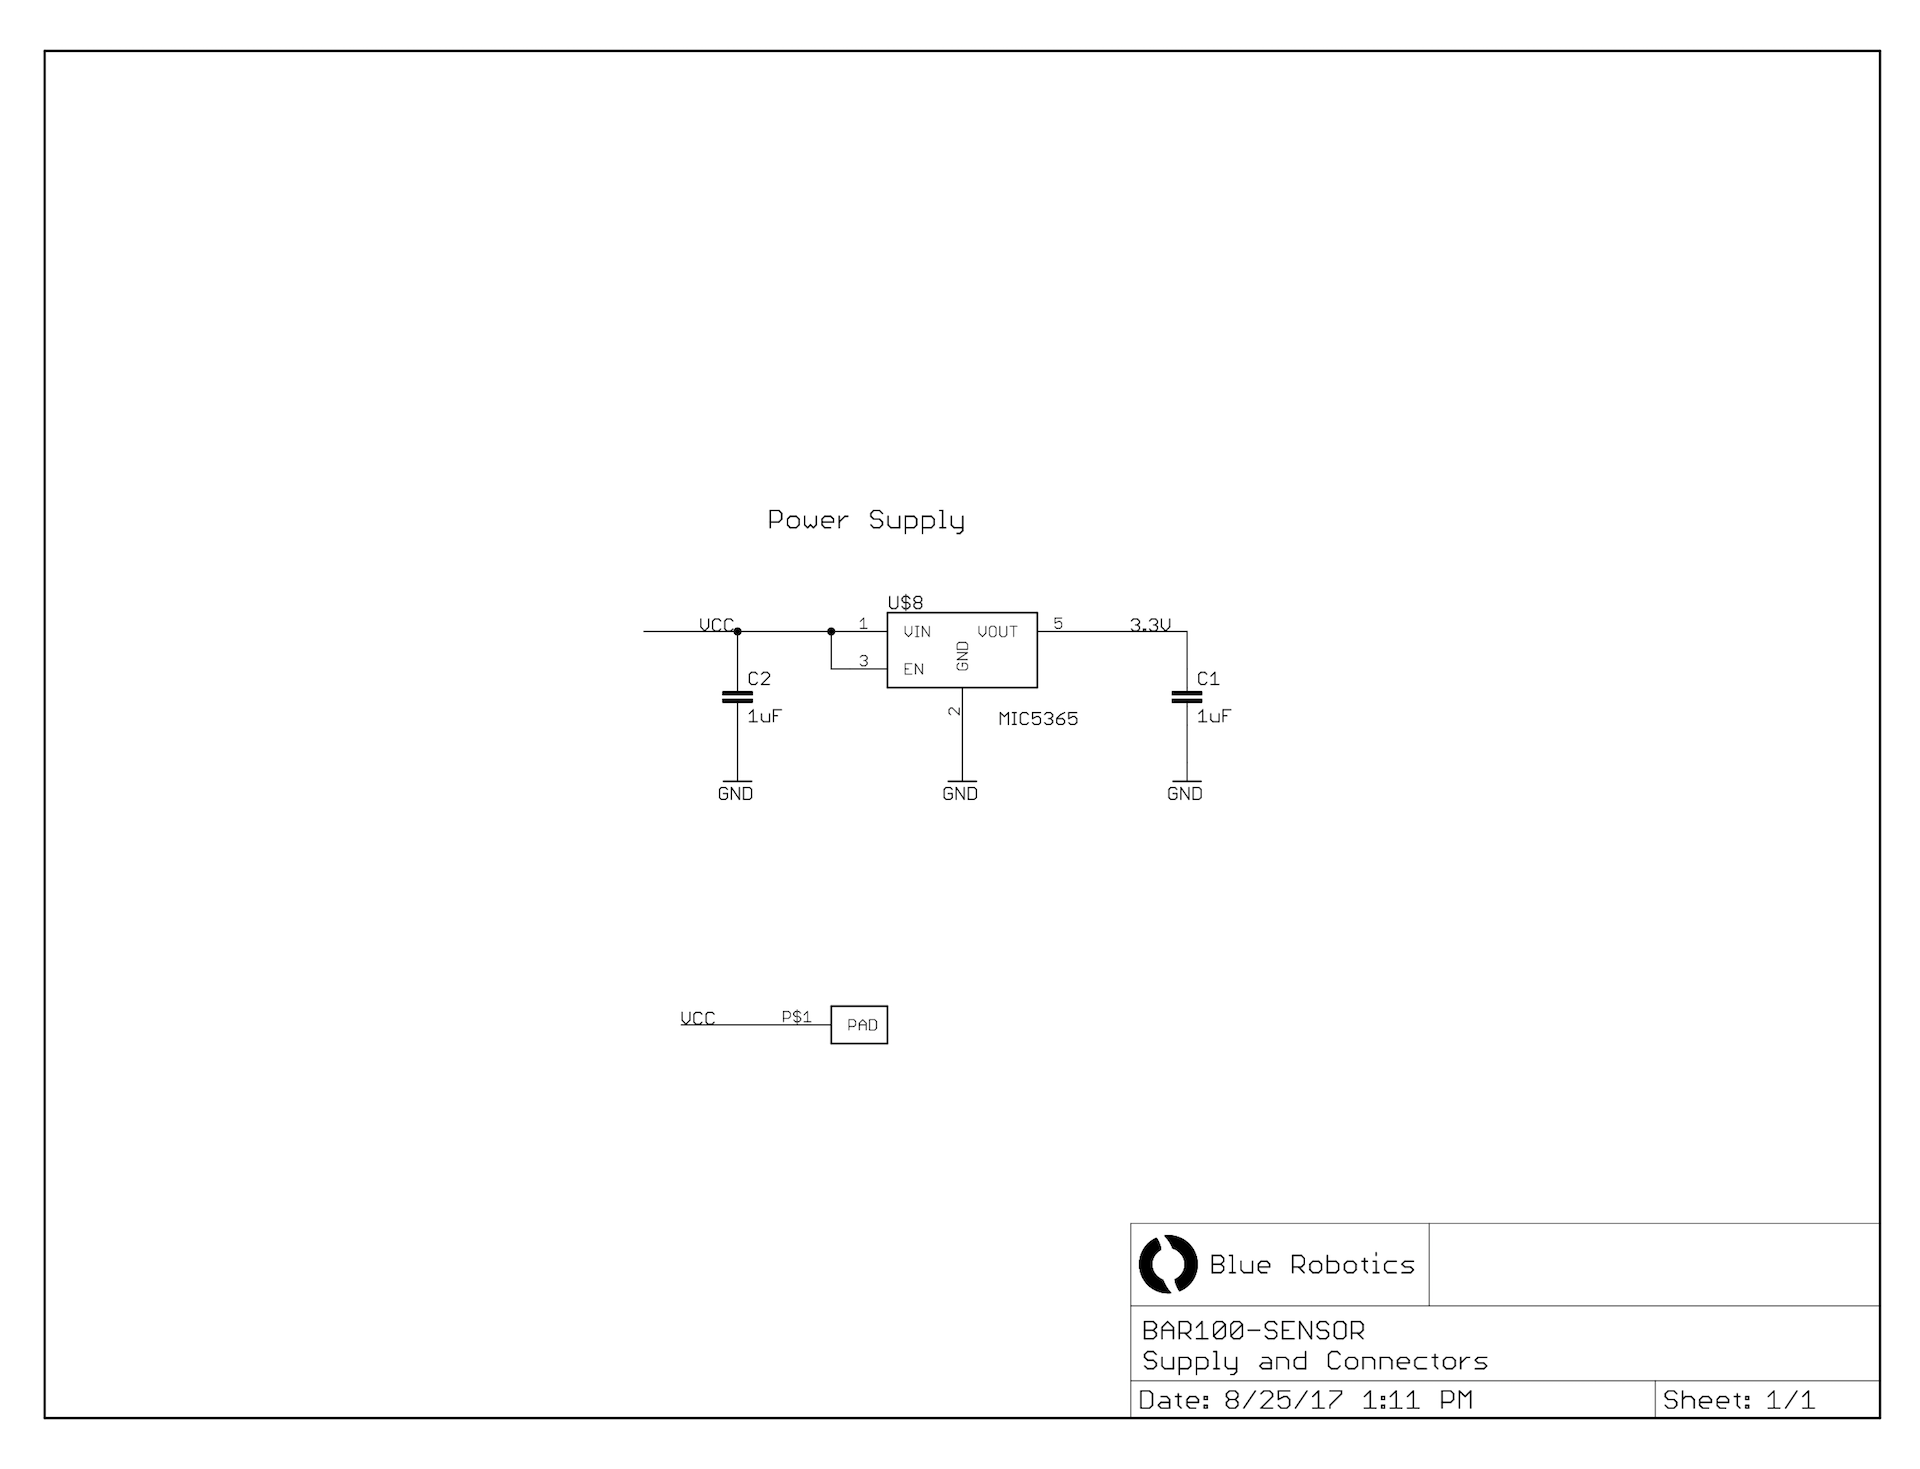 Power Supply
U$8
VCC
1
VIN
VOUT
5
3.3V
3
EN
GND
C2
1uF
2
MIC5365
C1
1uF
GND
GND
GND
VCC
P$1
PAD
Blue Robotics
BAR100-SENSOR
Supply and Connectors
Date: 8/25/17 1:11 PM
Sheet: 1/1